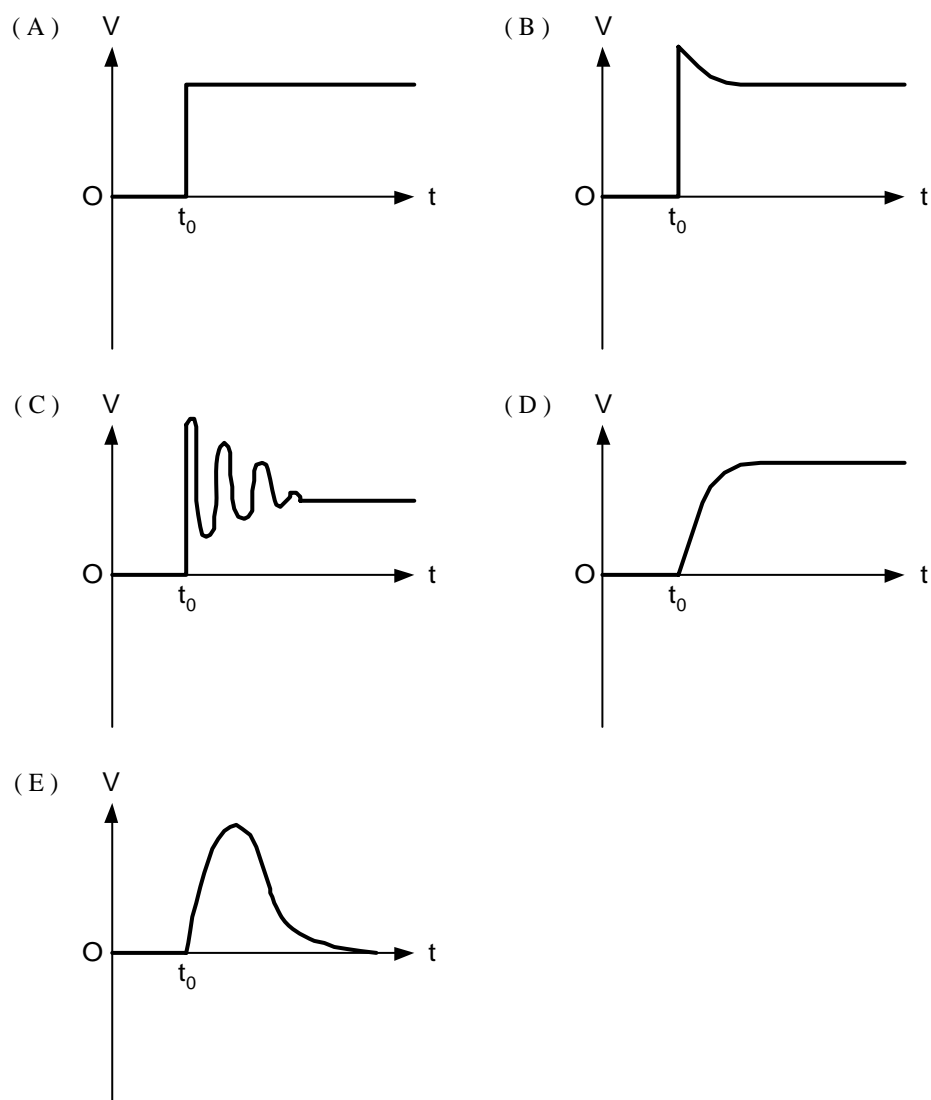 ( A ) V
O t
t₀
( B ) V
O t
t₀
( C ) V
O t
t₀
( D ) V
O t
t₀
( E ) V
O t
t₀